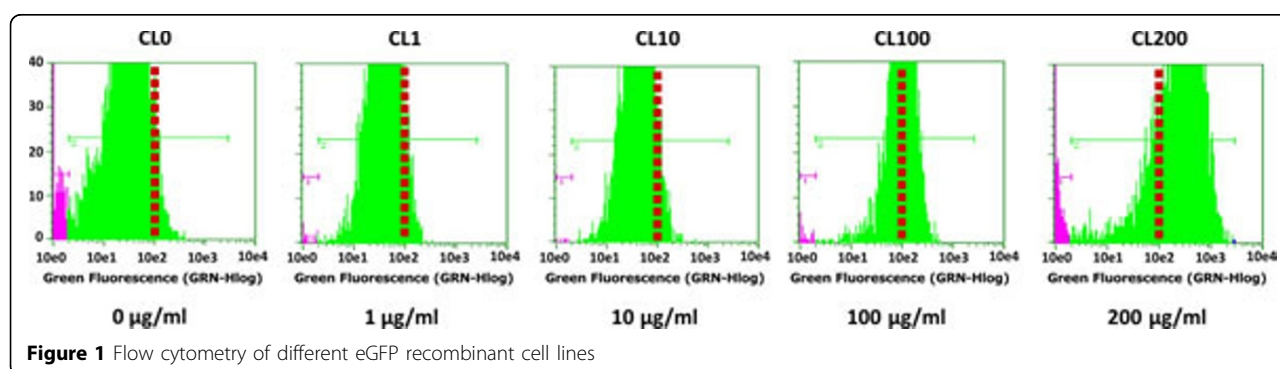 CL0 CL1 CL10 CL100 CL200
40
30
20
10
0
10e0 10e1 10e2 10e3 10e4 10e0 10e1 10e2 10e3 10e4 10e0 10e1 10e2 10e3 10e4 10e0 10e1 10e2 10e3 10e4 10e0 10e1 10e2 10e3 10e4
Green Fluorescence (GRN-Hlog) Green Fluorescence (GRN-Hlog) Green Fluorescence (GRN-Hlog) Green Fluorescence (GRN-Hlog) Green Fluorescence (GRN-Hlog)
0 µg/ml 1 µg/ml 10 µg/ml 100 µg/ml 200 µg/ml
Figure 1 Flow cytometry of different eGFP recombinant cell lines